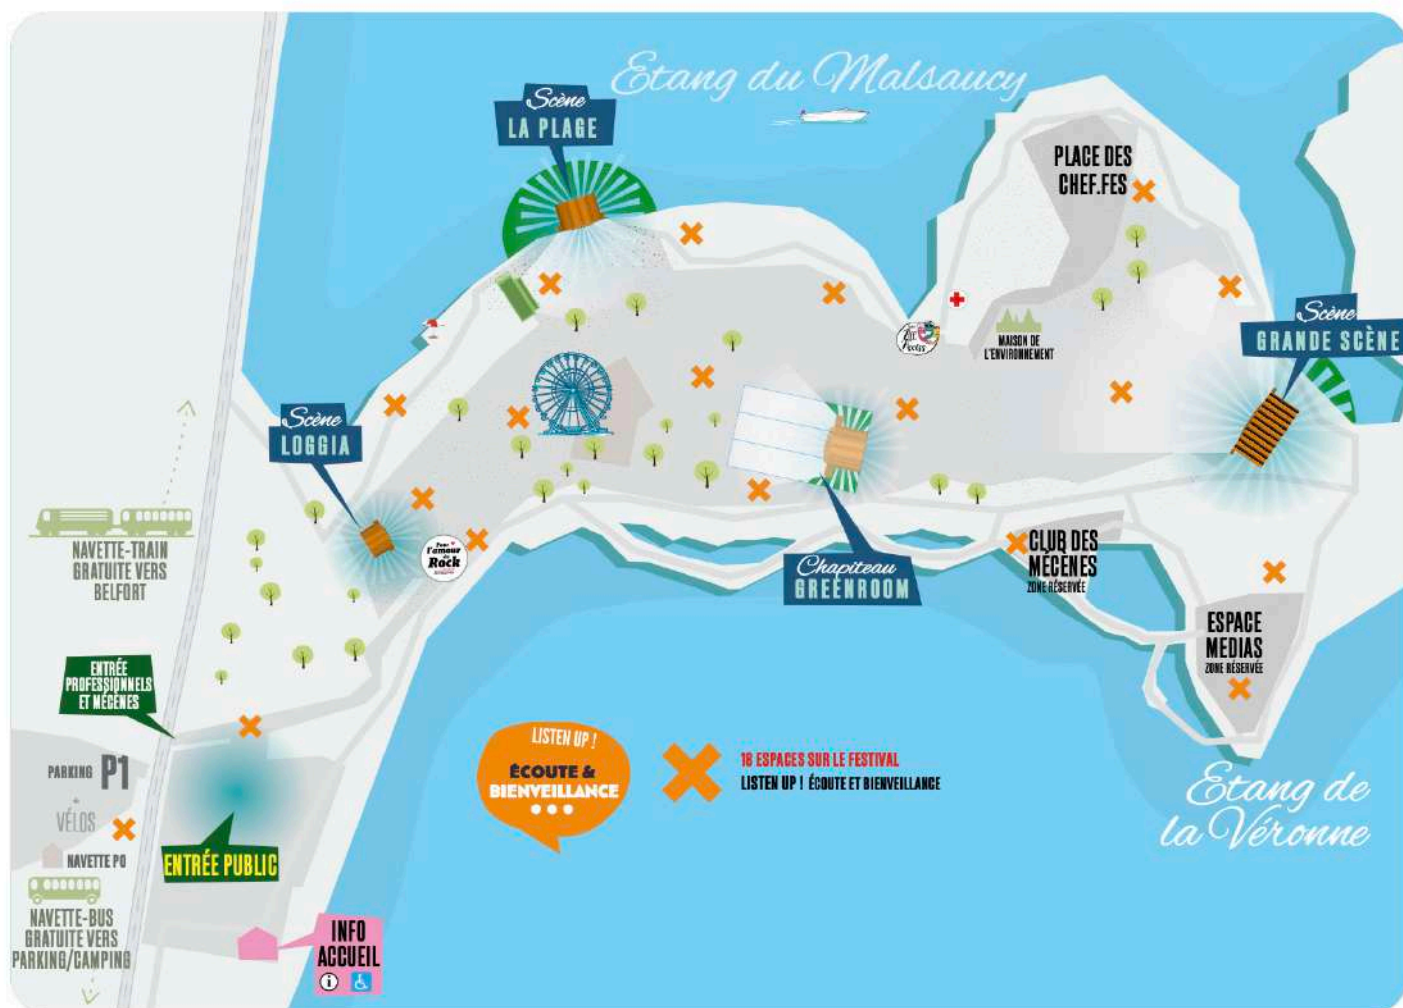 Etang du Malsaucy
Scène
LA PLAGE
PLACE DES
CHEF.FES
Scène
GRANDE SCÈNE
MAISON DE
L'ENVIRONNEMENT
Scène
LOGGIA
Pour
l'amour
du
Rock
NAVETTE-TRAIN
GRATUITE VERS
BELFORT
Chapiteau
GREENROOM
CLUB DES
MÉCÈNES
ZONE RÉSERVÉE
ESPACE
MEDIAS
ZONE RÉSERVÉE
ENTRÉE
PROFESSIONNELS
ET MÉCÈNES
PARKING P1
&
VÉLOS
NAVETTE PO
ENTRÉE PUBLIC
NAVETTE-BUS
GRATUITE VERS
PARKING/CAMPING
INFO
ACCUEIL
i
LISTEN UP !
ÉCOUTE &
BIENVEILLANCE
18 ESPACES SUR LE FESTIVAL
LISTEN UP ! ÉCOUTE ET BIENVEILLANCE
Etang de
la Véronne